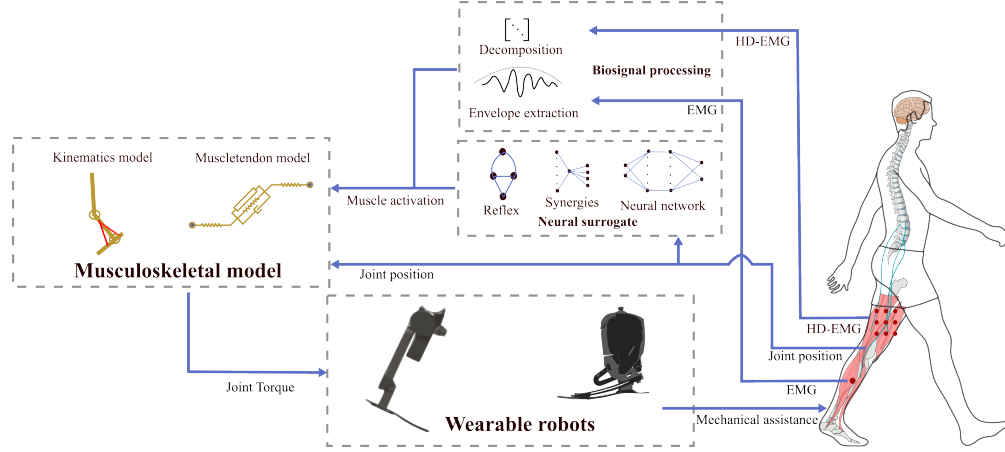 HD-EMG
Decomposition
Biosignal processing
Envelope extraction
EMG
Kinematics model
Muscletendon model
Muscle activation
Reflex
Synergies
Neural network
Neural surrogate
Musculoskeletal model
Joint position
HD-EMG
Joint position
Joint Torque
EMG
Wearable robots
Mechanical assistance